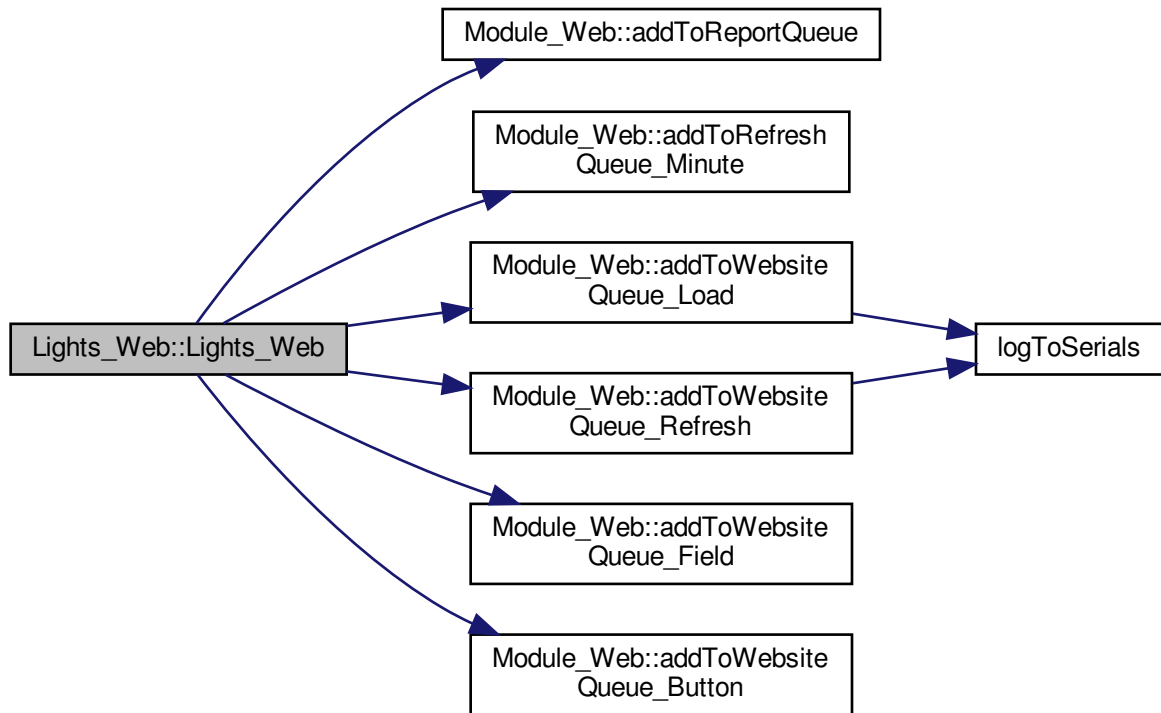 Module_Web::addToReportQueue
Module_Web::addToRefresh
Queue_Minute
Module_Web::addToWebsite
Queue_Load
Lights_Web::Lights_Web
logToSerials
Module_Web::addToWebsite
Queue_Refresh
Module_Web::addToWebsite
Queue_Field
Module_Web::addToWebsite
Queue_Button